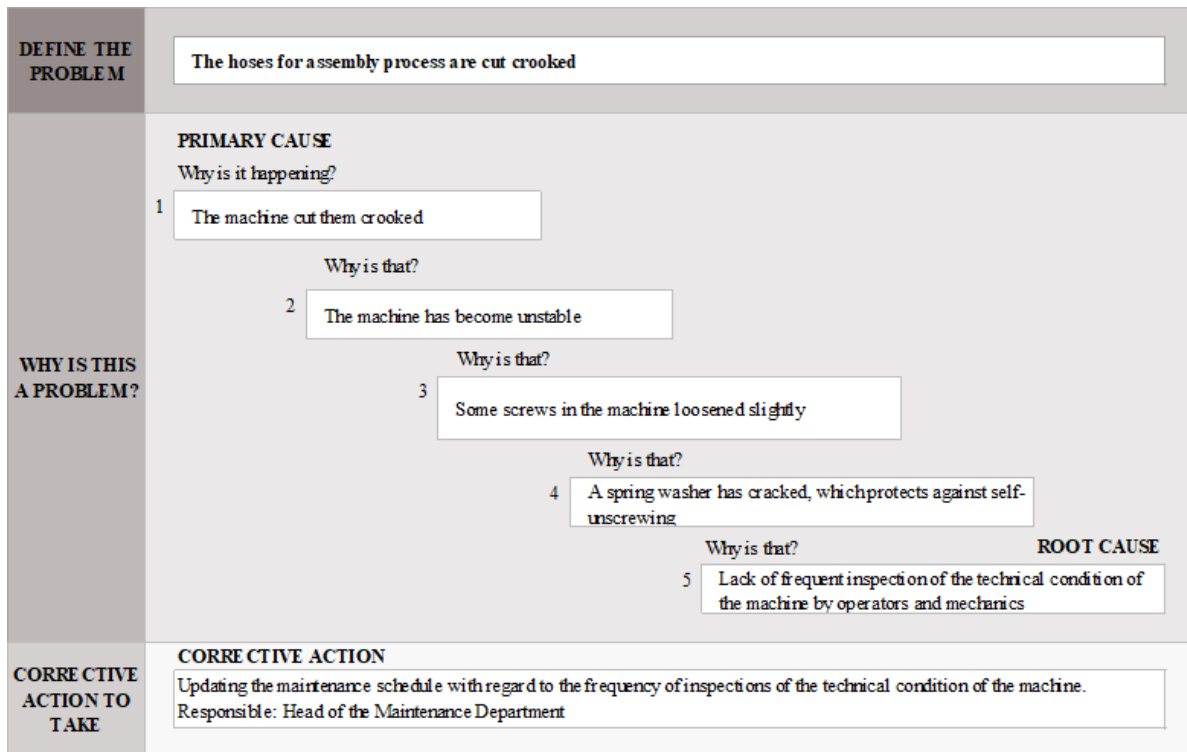 DEFINE THE
PROBLEM
The hoses for assembly process are cut crooked
WHY IS THIS
A PROBLEM?
PRIMARY CAUSE
Why is it happening?
1
The machine cut them crooked
Why is that?
2
The machine has become unstable
Why is that?
3
Some screws in the machine loosened slightly
Why is that?
4
A spring washer has cracked, which protects against self-
unscrewing
Why is that?
ROOT CAUSE
5
Lack of frequent inspection of the technical condition of
the machine by operators and mechanics
CORRECTIVE
ACTION TO
TAKE
CORRECTIVE ACTION
Updating the maintenance schedule with regard to the frequency of inspections of the technical condition of the machine.
Responsible: Head of the Maintenance Department